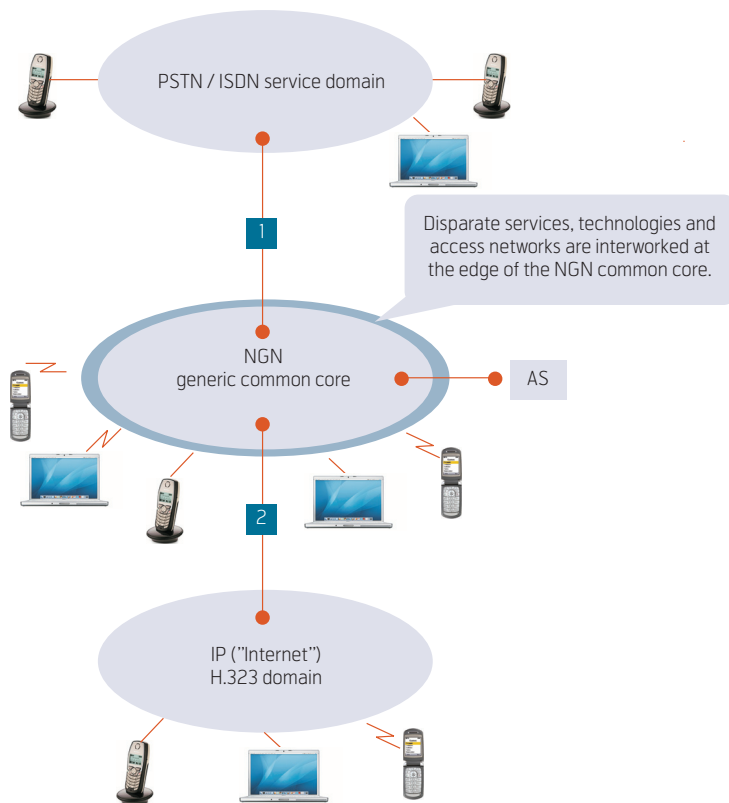 PSTN / ISDN service domain
1
Disparate services, technologies and
access networks are interworked at
the edge of the NGN common core.
NGN
generic common core
AS
2
IP (”Internet”)
H.323 domain